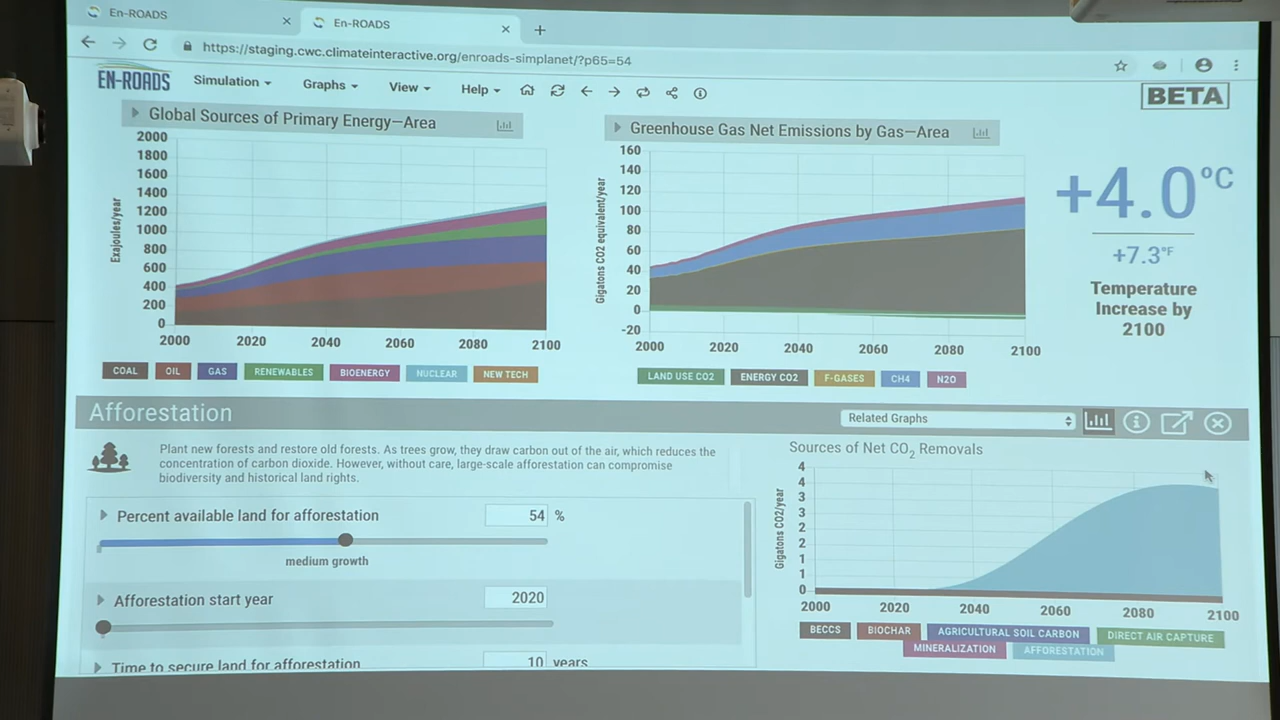 En-ROADS
En-ROADS
https://staging.cwc.climateinteractive.org/enroads-simplanet/?p65=54
EN-ROADS
Simulation Graphs View Help
BETA
Global Sources of Primary Energy—Area
2000
1800
1600
1400
1200
1000
800
600
400
200
0
Exajoules/year
2000 2020 2040 2060 2080 2100
COAL OIL GAS RENEWABLES BIOENERGY NUCLEAR NEW TECH
Greenhouse Gas Net Emissions by Gas—Area
160
140
120
100
80
60
40
20
0
-20
Gigatons CO2 equivalent/year
2000 2020 2040 2060 2080 2100
LAND USE CO2 ENERGY CO2 F-GASES CH4 N2O
+4.0°C
+7.3°F
Temperature
Increase by
2100
Afforestation
Related Graphs
Plant new forests and restore old forests. As trees grow, they draw carbon out of the air, which reduces the
concentration of carbon dioxide. However, without care, large-scale afforestation can compromise
biodiversity and historical land rights.
Percent available land for afforestation 54 %
medium growth
Afforestation start year 2020
Time to secure land for afforestation 10 years
Sources of Net CO2 Removals
4
4
3
3
2
2
1
1
0
Gigatons CO2/year
2000 2020 2040 2060 2080 2100
BECCS BIOCHAR AGRICULTURAL SOIL CARBON DIRECT AIR CAPTURE
MINERALIZATION AFFORESTATION